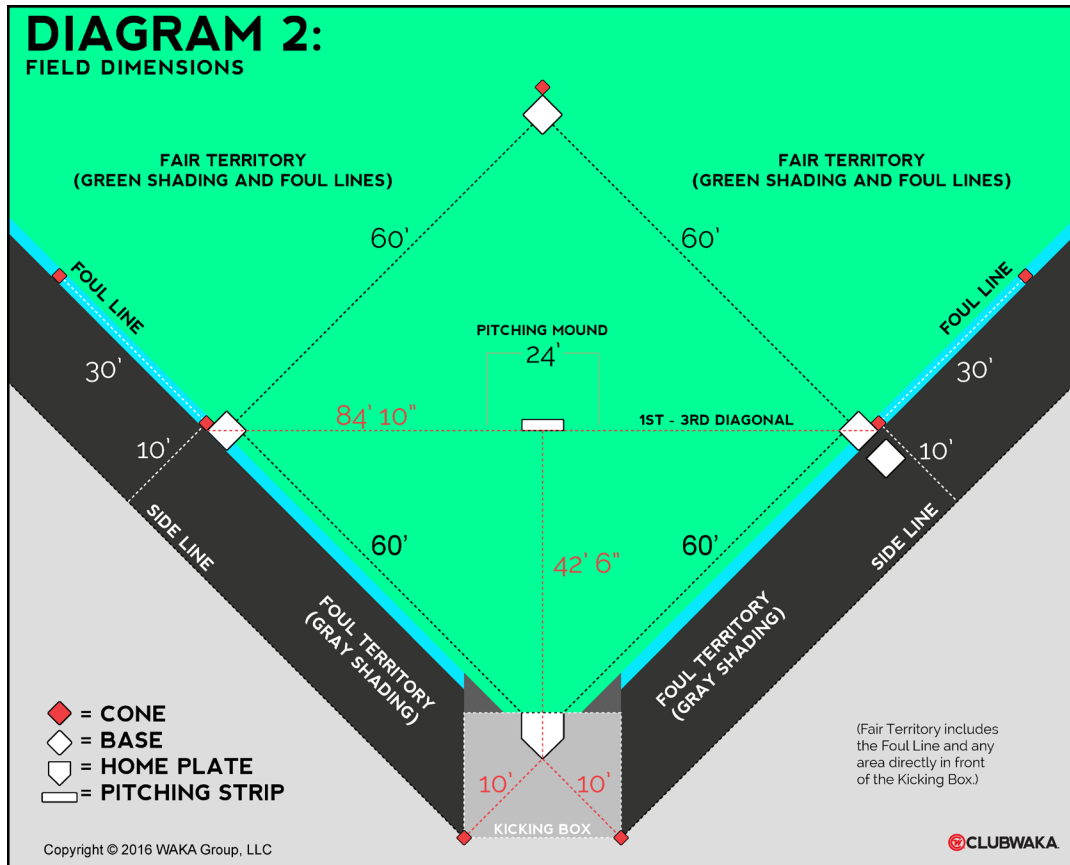 DIAGRAM 2:
FIELD DIMENSIONS
FAIR TERRITORY
(GREEN SHADING AND FOUL LINES)
FAIR TERRITORY
(GREEN SHADING AND FOUL LINES)
60'
60'
FOUL LINE
FOUL LINE
PITCHING MOUND
24'
30'
30'
84' 10"
1ST - 3RD DIAGONAL
10'
10'
SIDE LINE
SIDE LINE
60'
60'
42' 6"
FOUL TERRITORY
(GRAY SHADING)
FOUL TERRITORY
(GRAY SHADING)
= CONE
= BASE
= HOME PLATE
= PITCHING STRIP
10'
10'
KICKING BOX
(Fair Territory includes
the Foul Line and any
area directly in front
of the Kicking Box.)
Copyright © 2016 WAKA Group, LLC
CLUBWAKA